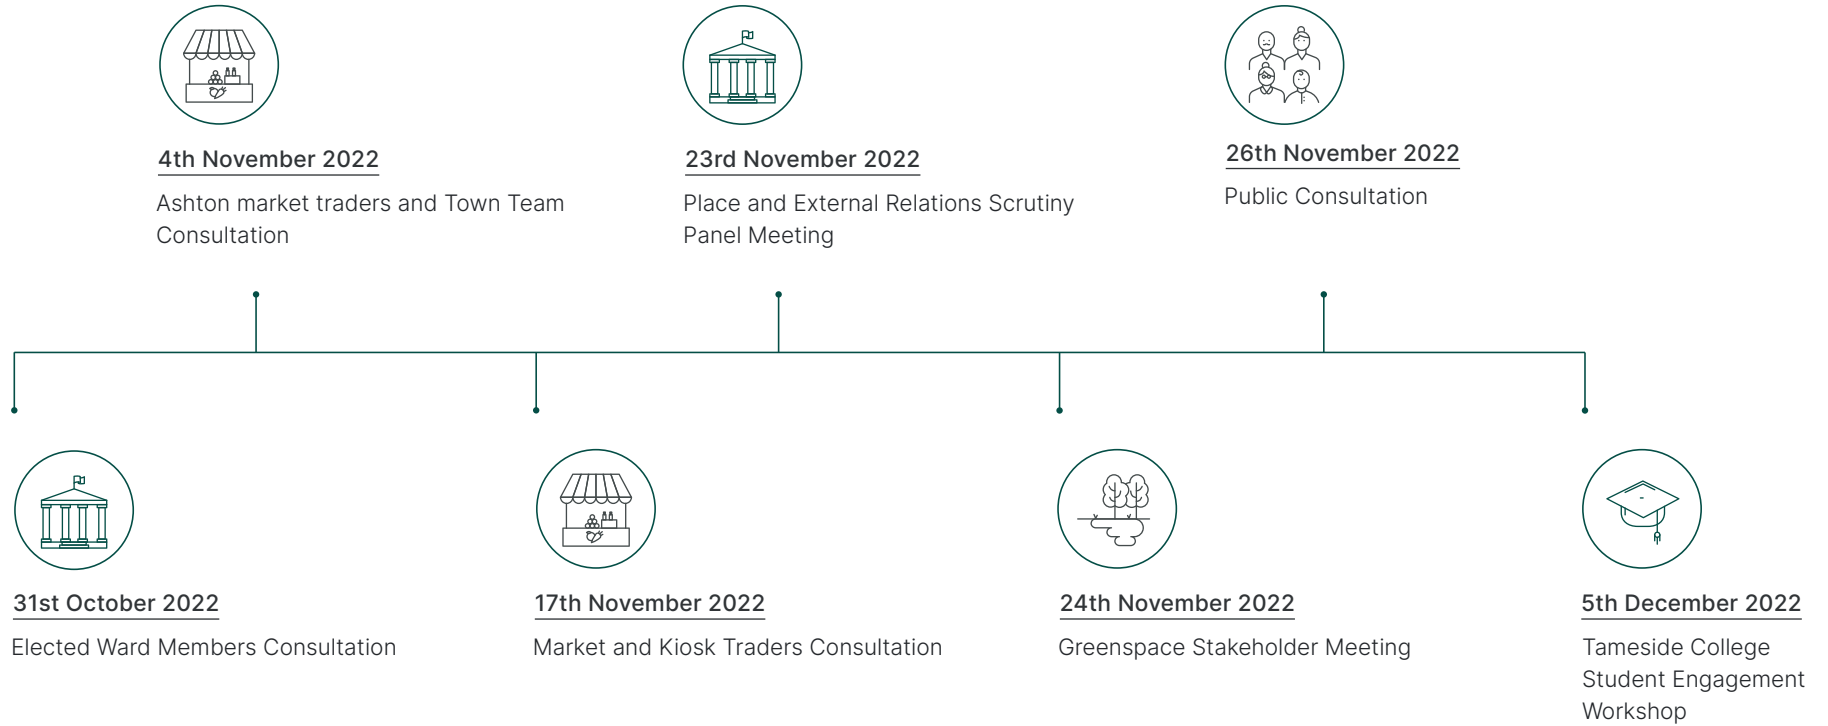 4th November 2022
Ashton market traders and Town Team
Consultation
23rd November 2022
Place and External Relations Scrutiny
Panel Meeting
26th November 2022
Public Consultation
31st October 2022
Elected Ward Members Consultation
17th November 2022
Market and Kiosk Traders Consultation
24th November 2022
Greenspace Stakeholder Meeting
5th December 2022
Tameside College
Student Engagement
Workshop